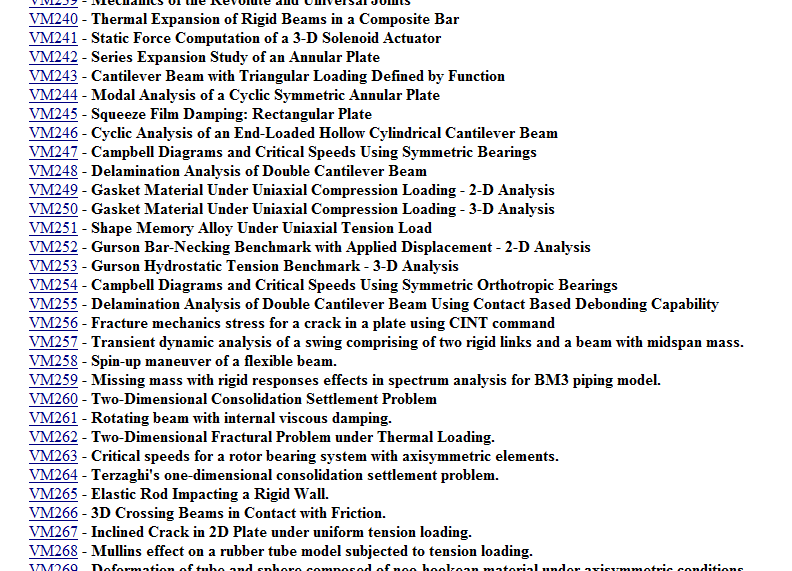 VM239 - Mechanics of the Revolute and Universal Joints
VM240 - Thermal Expansion of Rigid Beams in a Composite Bar
VM241 - Static Force Computation of a 3-D Solenoid Actuator
VM242 - Series Expansion Study of an Annular Plate
VM243 - Cantilever Beam with Triangular Loading Defined by Function
VM244 - Modal Analysis of a Cyclic Symmetric Annular Plate
VM245 - Squeeze Film Damping: Rectangular Plate
VM246 - Cyclic Analysis of an End-Loaded Hollow Cylindrical Cantilever Beam
VM247 - Campbell Diagrams and Critical Speeds Using Symmetric Bearings
VM248 - Delamination Analysis of Double Cantilever Beam
VM249 - Gasket Material Under Uniaxial Compression Loading - 2-D Analysis
VM250 - Gasket Material Under Uniaxial Compression Loading - 3-D Analysis
VM251 - Shape Memory Alloy Under Uniaxial Tension Load
VM252 - Gurson Bar-Necking Benchmark with Applied Displacement - 2-D Analysis
VM253 - Gurson Hydrostatic Tension Benchmark - 3-D Analysis
VM254 - Campbell Diagrams and Critical Speeds Using Symmetric Orthotropic Bearings
VM255 - Delamination Analysis of Double Cantilever Beam Using Contact Based Debonding Capability
VM256 - Fracture mechanics stress for a crack in a plate using CINT command
VM257 - Transient dynamic analysis of a swing comprising of two rigid links and a beam with midspan mass.
VM258 - Spin-up maneuver of a flexible beam.
VM259 - Missing mass with rigid responses effects in spectrum analysis for BM3 piping model.
VM260 - Two-Dimensional Consolidation Settlement Problem
VM261 - Rotating beam with internal viscous damping.
VM262 - Two-Dimensional Fractural Problem under Thermal Loading.
VM263 - Critical speeds for a rotor bearing system with axisymmetric elements.
VM264 - Terzaghi's one-dimensional consolidation settlement problem.
VM265 - Elastic Rod Impacting a Rigid Wall.
VM266 - 3D Crossing Beams in Contact with Friction.
VM267 - Inclined Crack in 2D Plate under uniform tension loading.
VM268 - Mullins effect on a rubber tube model subjected to tension loading.
VM269 - Deformation of tube and sphere composed of neo-hookean material under axisymmetric conditions